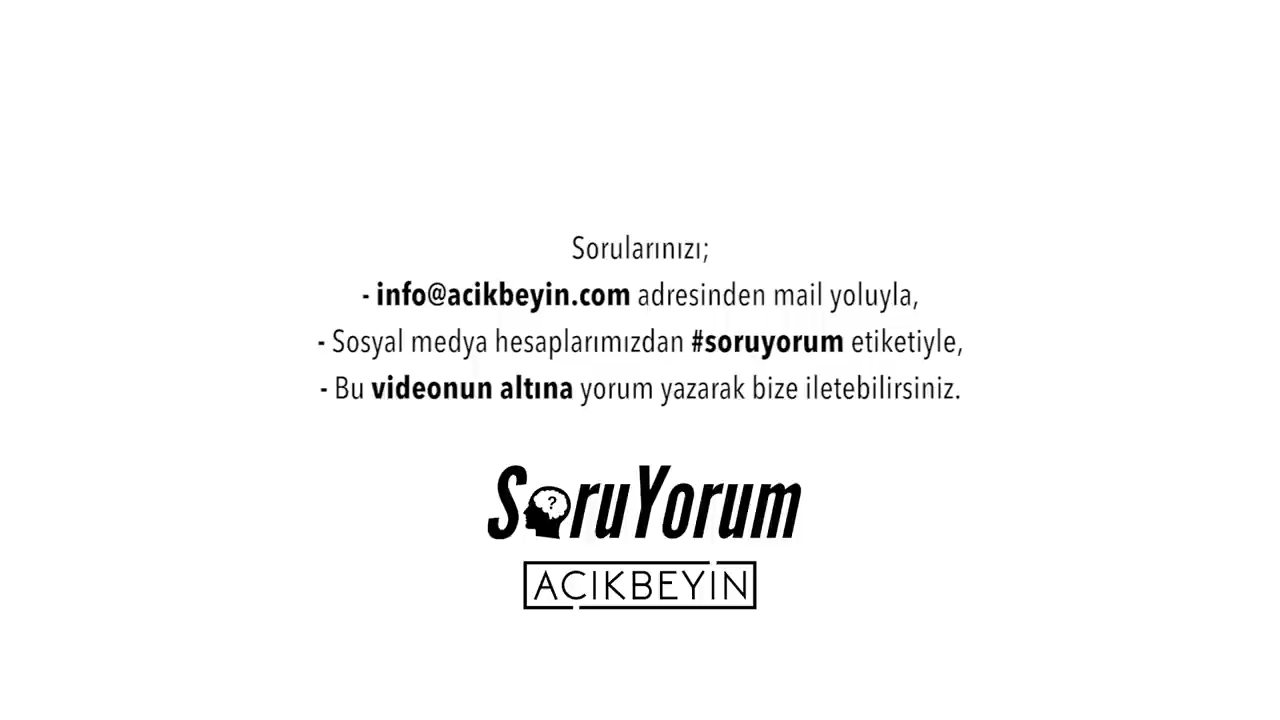 Sorularınızı;
- info@acikbeyin.com adresinden mail yoluyla,
- Sosyal medya hesaplarımızdan #soruyorum etiketiyle,
- Bu videonun altına yorum yazarak bize iletebilirsiniz.
SoruYorum
AÇIKBEYİN